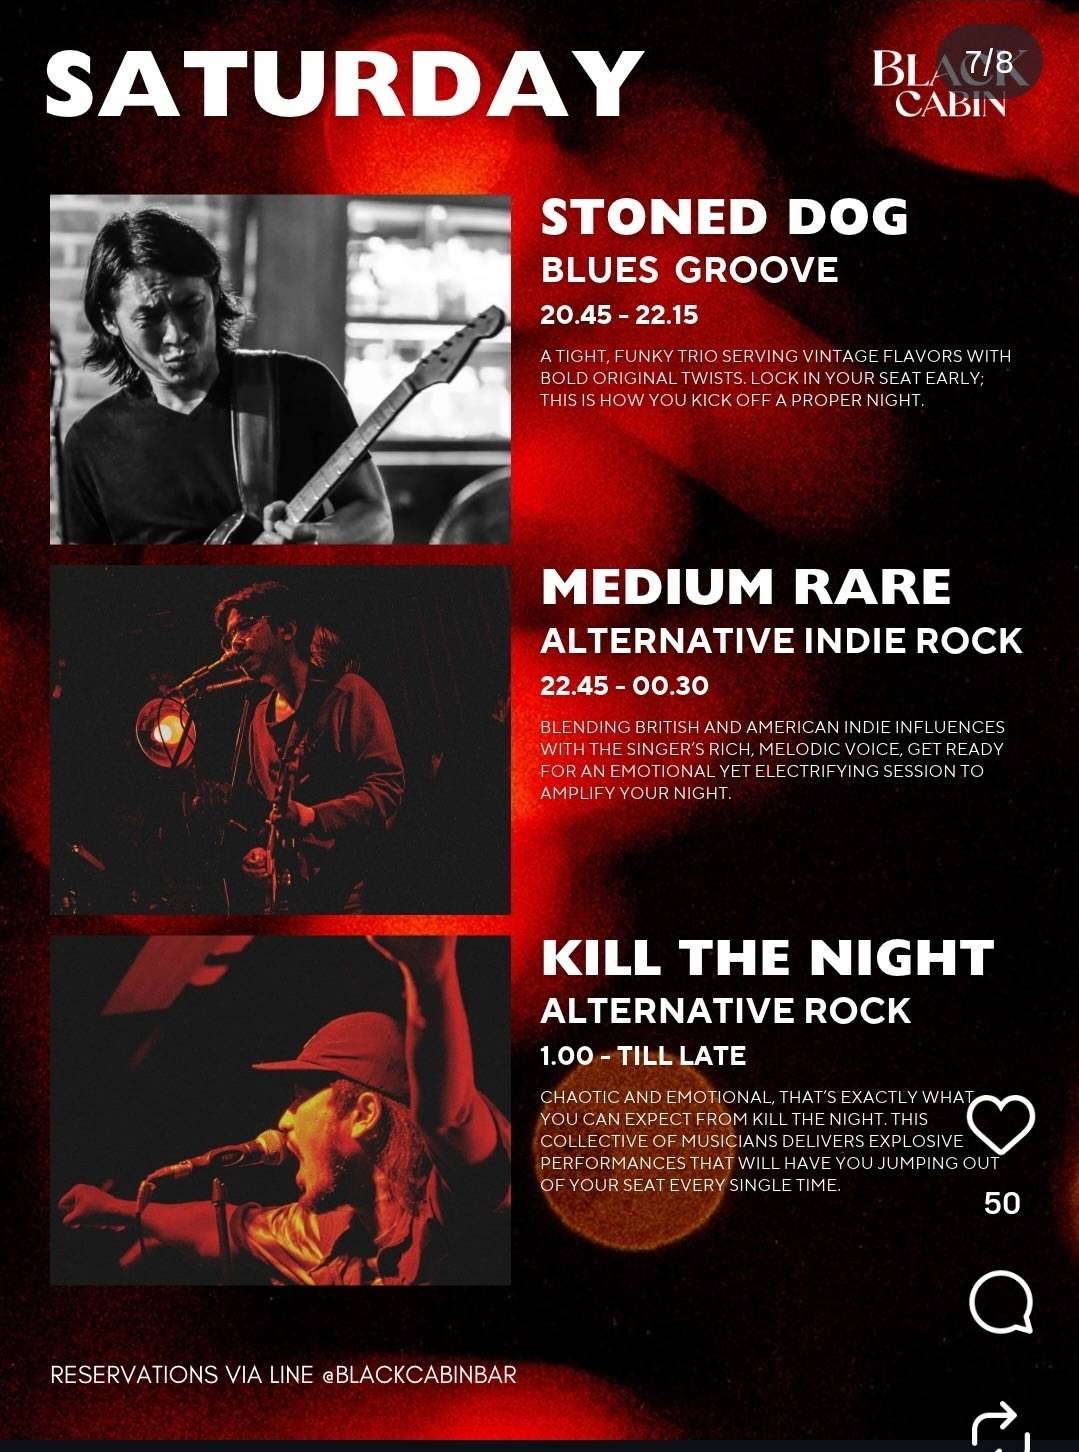 SATURDAY
BLACK
CABIN
7/8
STONED DOG
BLUES GROOVE
20.45 - 22.15
A TIGHT, FUNKY TRIO SERVING VINTAGE FLAVORS WITH
BOLD ORIGINAL TWISTS. LOCK IN YOUR SEAT EARLY;
THIS IS HOW YOU KICK OFF A PROPER NIGHT.
MEDIUM RARE
ALTERNATIVE INDIE ROCK
22.45 - 00.30
BLENDING BRITISH AND AMERICAN INDIE INFLUENCES
WITH THE SINGER'S RICH, MELODIC VOICE, GET READY
FOR AN EMOTIONAL YET ELECTRIFYING SESSION TO
AMPLIFY YOUR NIGHT.
KILL THE NIGHT
ALTERNATIVE ROCK
1.00 - TILL LATE
CHAOTIC AND EMOTIONAL, THAT'S EXACTLY WHAT
YOU CAN EXPECT FROM KILL THE NIGHT. THIS
COLLECTIVE OF MUSICIANS DELIVERS EXPLOSIVE
PERFORMANCES THAT WILL HAVE YOU JUMPING OUT
OF YOUR SEAT EVERY SINGLE TIME.
50
RESERVATIONS VIA LINE @BLACKCABINBAR